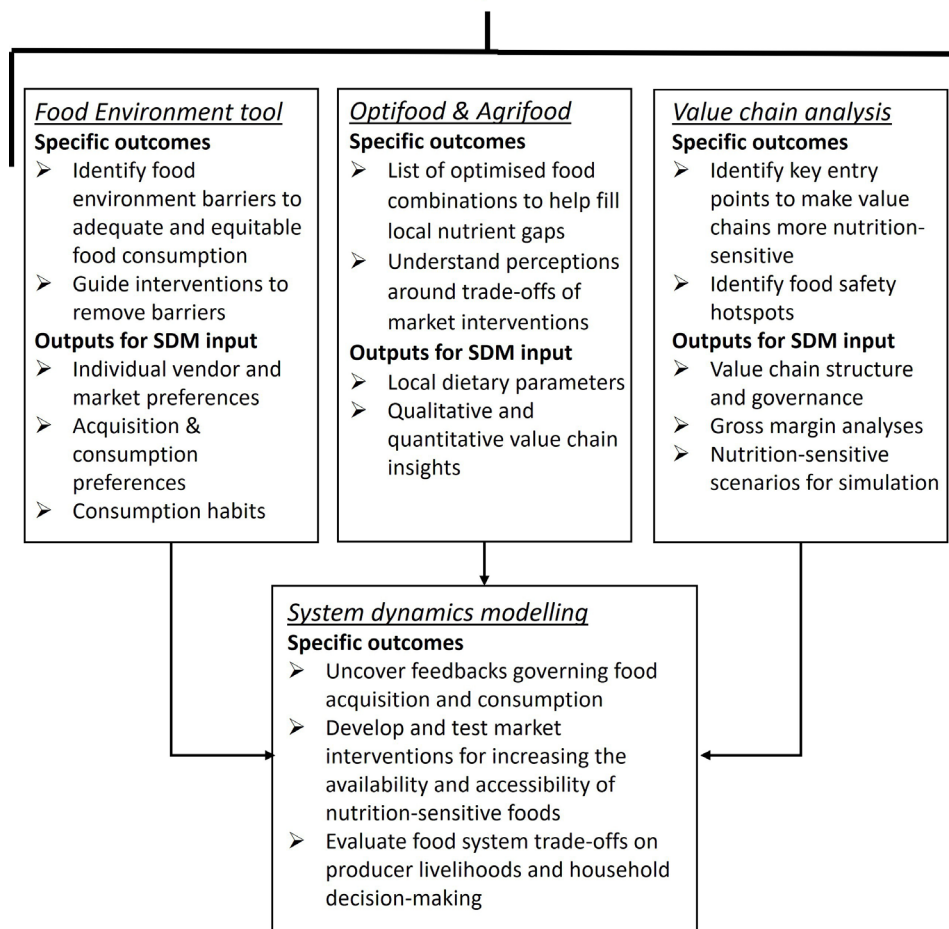 Food Environment tool
Specific outcomes
➢ Identify food
environment barriers to
adequate and equitable
food consumption
➢ Guide interventions to
remove barriers
Outputs for SDM input
➢ Individual vendor and
market preferences
➢ Acquisition &
consumption
preferences
➢ Consumption habits
Optifood & Agrifood
Specific outcomes
➢ List of optimised food
combinations to help fill
local nutrient gaps
➢ Understand perceptions
around trade-offs of
market interventions
Outputs for SDM input
➢ Local dietary parameters
➢ Qualitative and
quantitative value chain
insights
Value chain analysis
Specific outcomes
➢ Identify key entry
points to make value
chains more nutrition-
sensitive
➢ Identify food safety
hotspots
Outputs for SDM input
➢ Value chain structure
and governance
➢ Gross margin analyses
➢ Nutrition-sensitive
scenarios for simulation
System dynamics modelling
Specific outcomes
➢ Uncover feedbacks governing food
acquisition and consumption
➢ Develop and test market
interventions for increasing the
availability and accessibility of
nutrition-sensitive foods
➢ Evaluate food system trade-offs on
producer livelihoods and household
decision-making